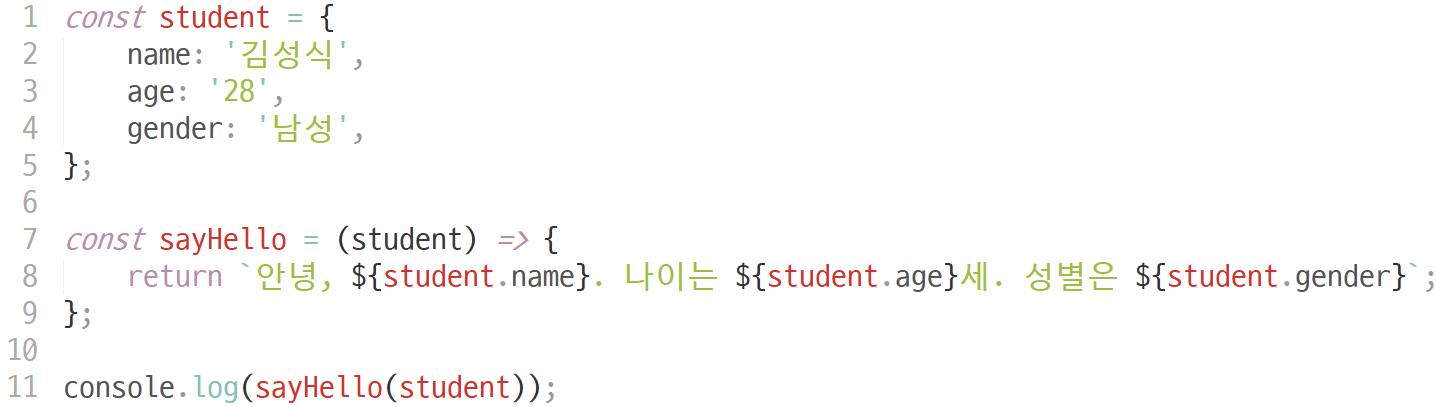 1 const student = {
2     name: '김성식',
3     age: '28',
4     gender: '남성',
5 };
6
7 const sayHello = (student) => {
8     return `안녕, ${student.name}. 나이는 ${student.age}세. 성별은 ${student.gender}`;
9 };
10
11 console.log(sayHello(student));